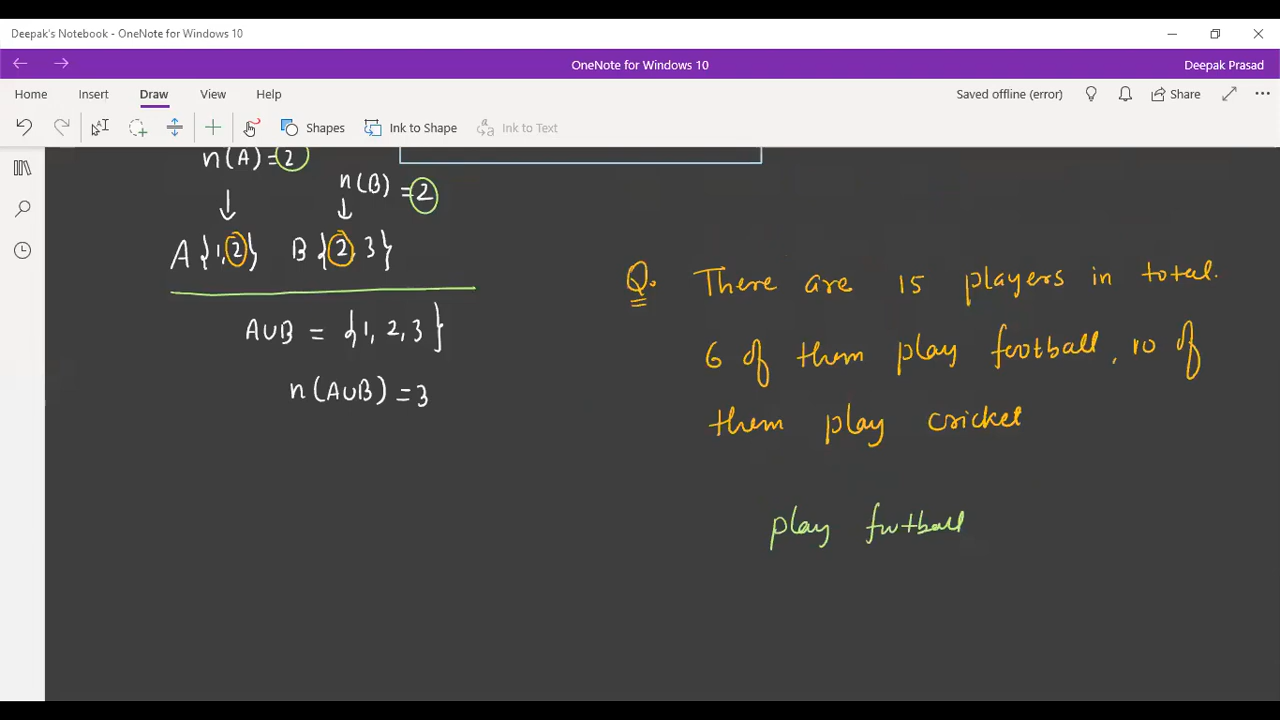 Deepak's Notebook - OneNote for Windows 10
OneNote for Windows 10
Deepak Prasad
Home Insert Draw View Help
Saved offline (error) Share
Shapes Ink to Shape Ink to Text
n(A) = 2
n(B) = 2
A {1, 2} B {2, 3}
A∪B = {1, 2, 3}
n(A∪B) = 3
Q. There are 15 players in total.
6 of them play football, 10 of
them play cricket
play football